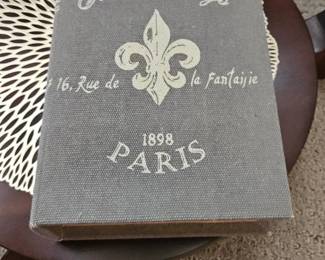 16, Rue de la Fantaisie
1898
PARIS